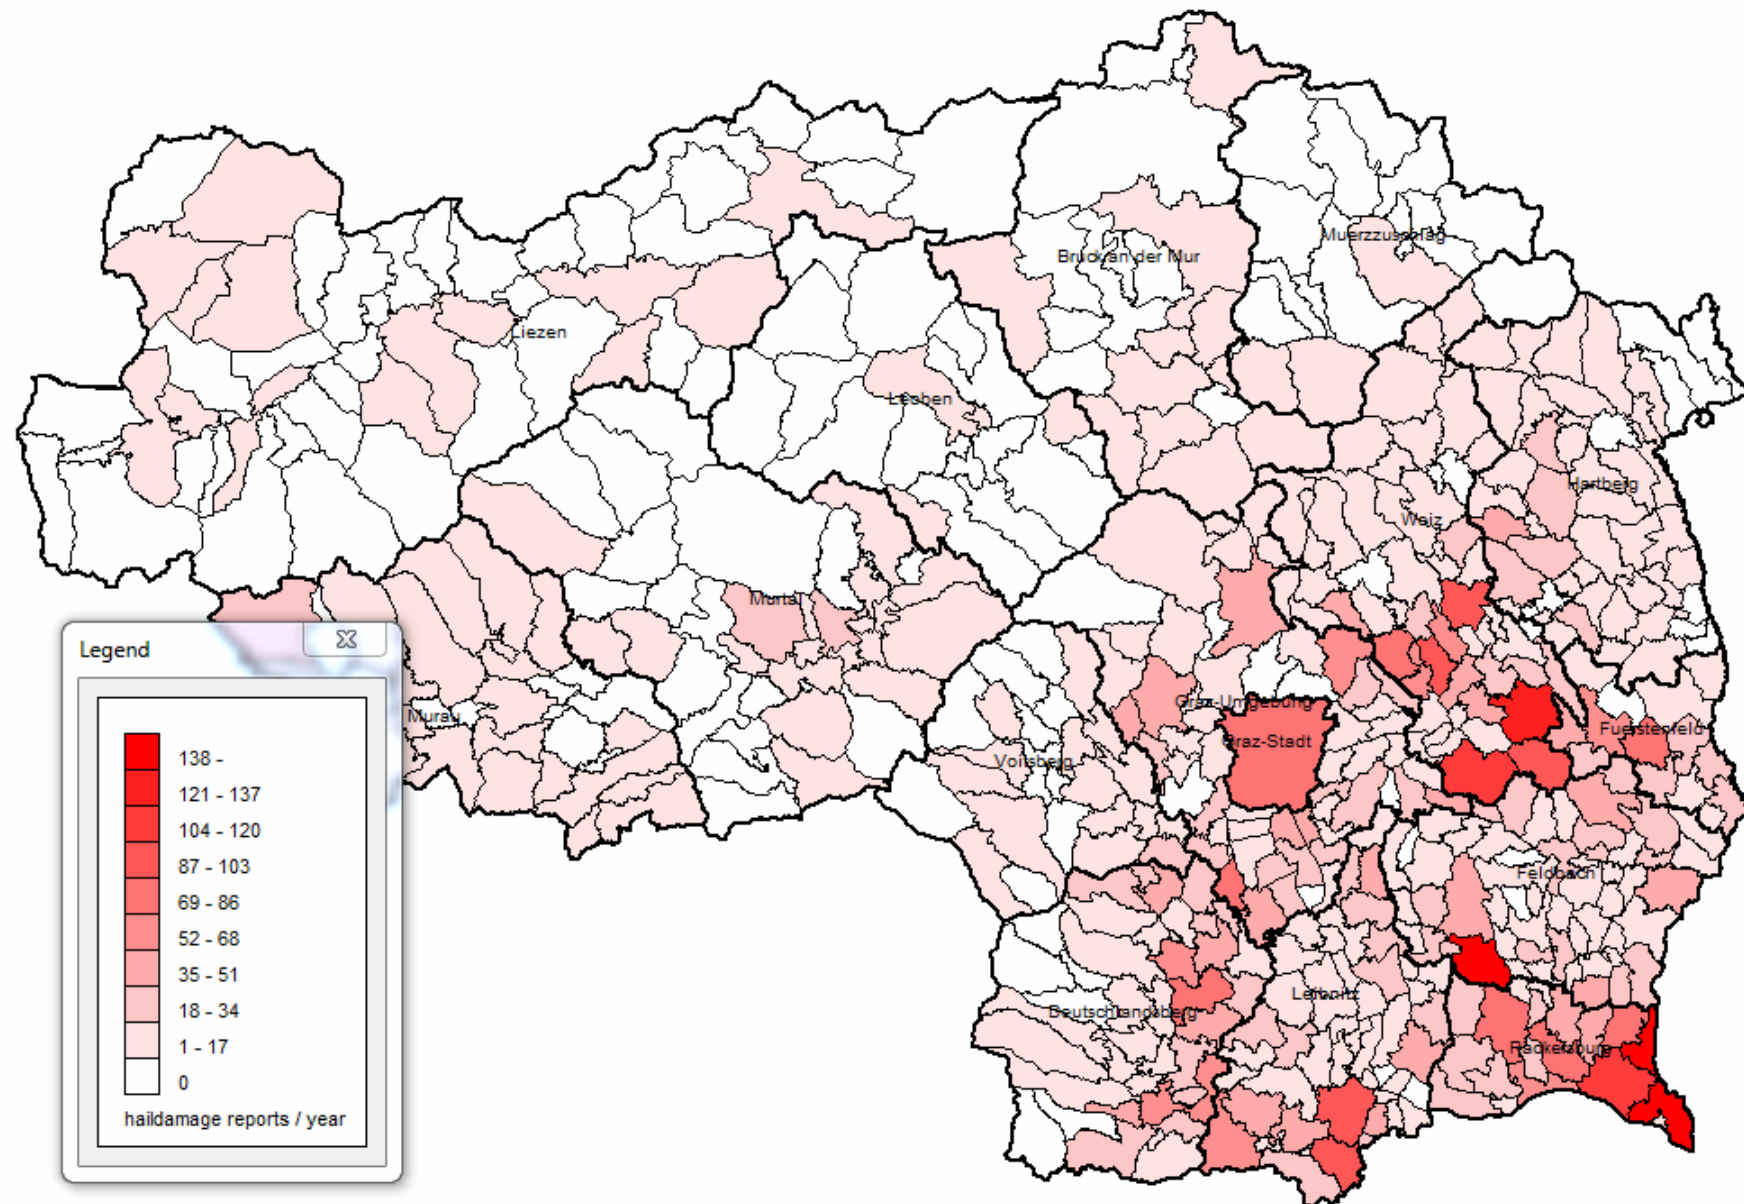 Muerzzuschlag
Bruck an der Mur
Liezen
Leoben
Hartberg
Weiz
Murtal
Graz-Umgebung
Murau
Fuerstenfeld
Graz-Stadt
Voitsberg
Feldbach
Leibnitz
Deutschlandsberg
Radkersburg
Legend
138 -
121 - 137
104 - 120
87 - 103
69 - 86
52 - 68
35 - 51
18 - 34
1 - 17
0
haildamage reports / year